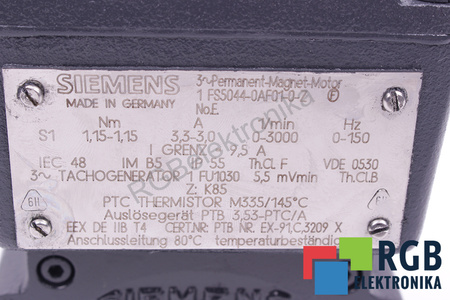 SIEMENS 3~Permanent-Magnet-Motor
1 FS5044-0AF01-0-Z
MADE IN GERMANY No.E.
Nm A 1/min Hz
S1 1,15-1,15 3,3-3,0 0-3000 0-150
I GRENZ 9,5 A
IEC 48 IM B5 55 Th.Cl.F VDE 0530
3~ TACHOGENERATOR 1 FU1030 5,5 mV/min Th.Cl.B
Z: K85
PTC THERMISTOR M335/145°C
Auslösegerät PTB 3,53-PTC/A
EEX DE IIB T4 CERT.NR: PTB NR. EX-91.C.3209 X
Anschlussleitung 80°C temperaturbeständig
611 611
SIEMENS
RGBelektronika
RGB
ELEKTRONIKA